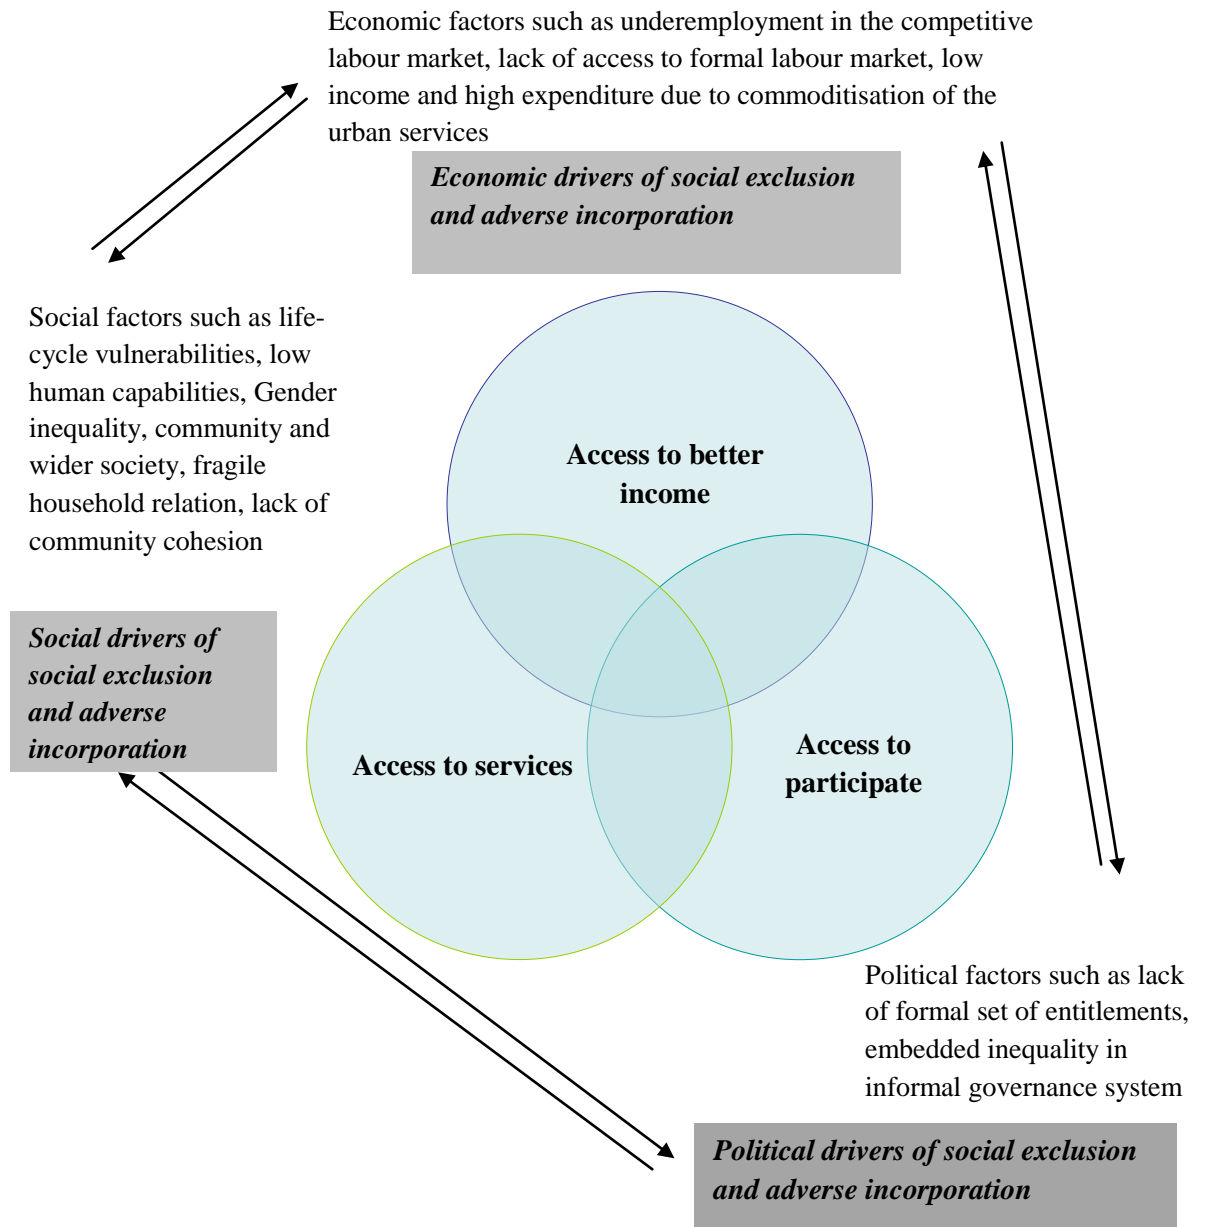 Economic factors such as underemployment in the competitive
labour market, lack of access to formal labour market, low
income and high expenditure due to commoditisation of the
urban services
Economic drivers of social exclusion
and adverse incorporation
Social factors such as life-
cycle vulnerabilities, low
human capabilities, Gender
inequality, community and
wider society, fragile
household relation, lack of
community cohesion
Access to better
income
Social drivers of
social exclusion
and adverse
incorporation
Access to services
Access to
participate
Political factors such as lack
of formal set of entitlements,
embedded inequality in
informal governance system
Political drivers of social exclusion
and adverse incorporation